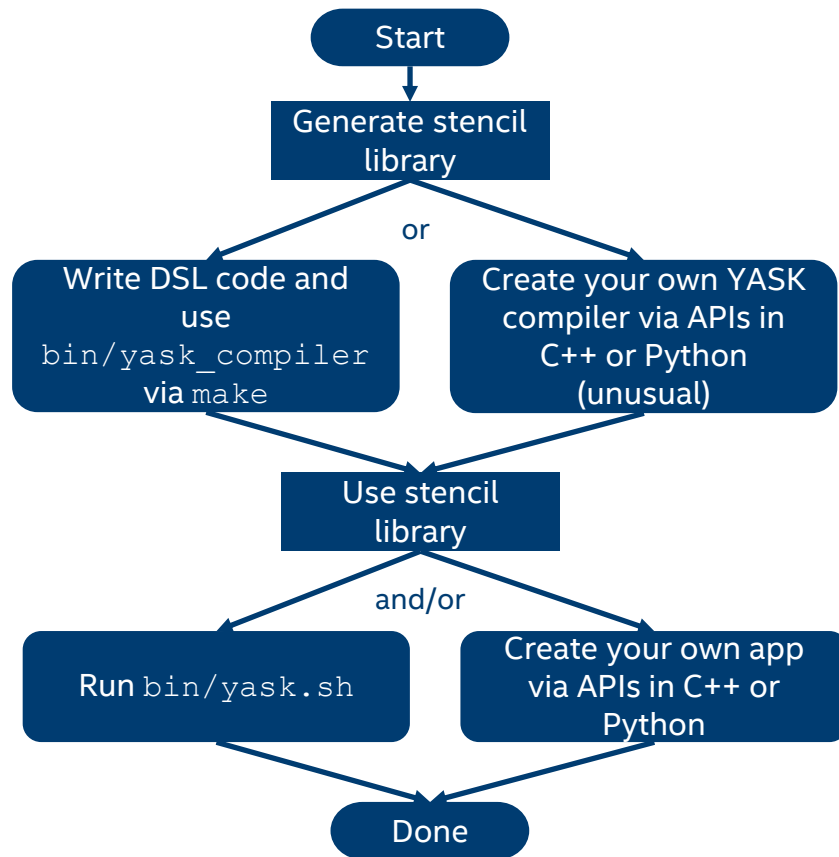 Start
Generate stencil
library
or
Write DSL code and
use
bin/yask_compiler
via make
Create your own YASK
compiler via APIs in
C++ or Python
(unusual)
Use stencil
library
and/or
Run bin/yask.sh
Create your own app
via APIs in C++ or
Python
Done